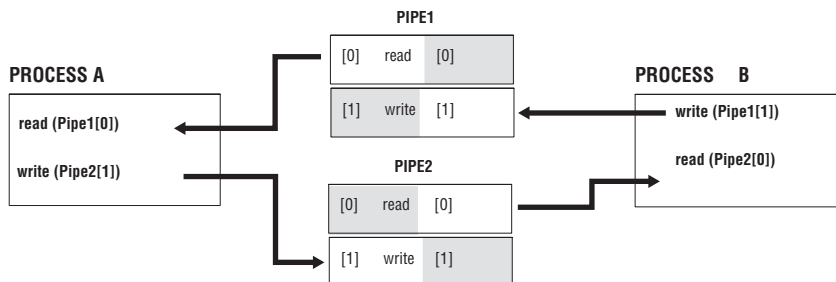 PIPE1
[0] read [0]
[1] write [1]
PROCESS A
read (Pipe1[0])
write (Pipe2[1])
PROCESS B
write (Pipe1[1])
read (Pipe2[0])
PIPE2
[0] read [0]
[1] write [1]